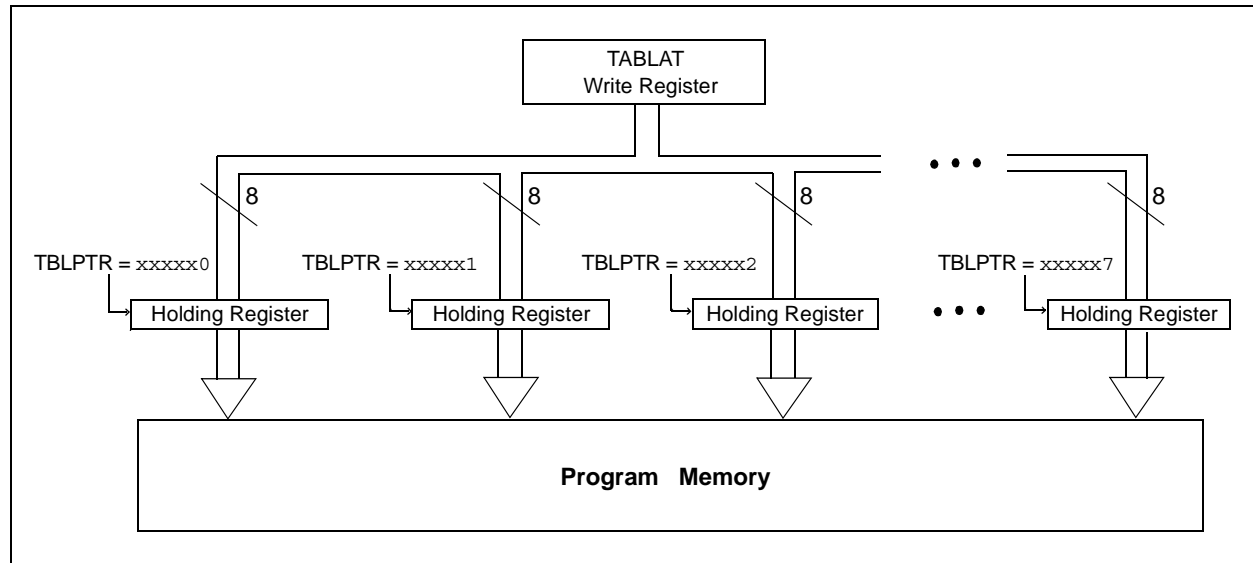 TABLAT
Write Register
8
8
8
8
TBLPTR = xxxxx0
TBLPTR = xxxxx1
TBLPTR = xxxxx2
TBLPTR = xxxxx7
Holding Register
Holding Register
Holding Register
Holding Register
Program Memory